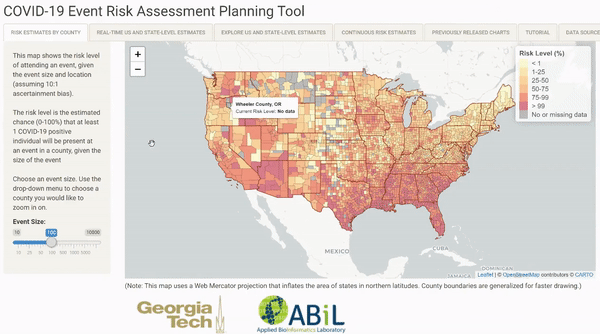 COVID-19 Event Risk Assessment Planning Tool
RISK ESTIMATES BY COUNTY
REAL-TIME US AND STATE-LEVEL ESTIMATES
EXPLORE US AND STATE-LEVEL ESTIMATES
CONTINUOUS RISK ESTIMATES
PREVIOUSLY RELEASED CHARTS
TUTORIAL
DATA SOURCE
This map shows the risk level
of attending an event, given
the event size and location
(assuming 10:1
ascertainment bias).
The risk level is the estimated
chance (0-100%) that at least
1 COVID-19 positive
individual will be present at
an event in a county, given the
size of the event
Choose an event size. Use the
drop-down menu to choose a
county you would like to
zoom in on.
Event Size:
10
100
10000
+
−
Wheeler County, OR
Current Risk Level: No data
Risk Level (%)
< 1
1-25
25-50
50-75
75-99
> 99
No or missing data
MEXICO
CUBA
Leaflet | © OpenStreetMap contributors © CARTO
(Note: This map uses a Web Mercator projection that inflates the area of states in northern latitudes. County boundaries are generalized for faster drawing.)
Georgia
Tech
ABiL
Applied BioInformatics Laboratory